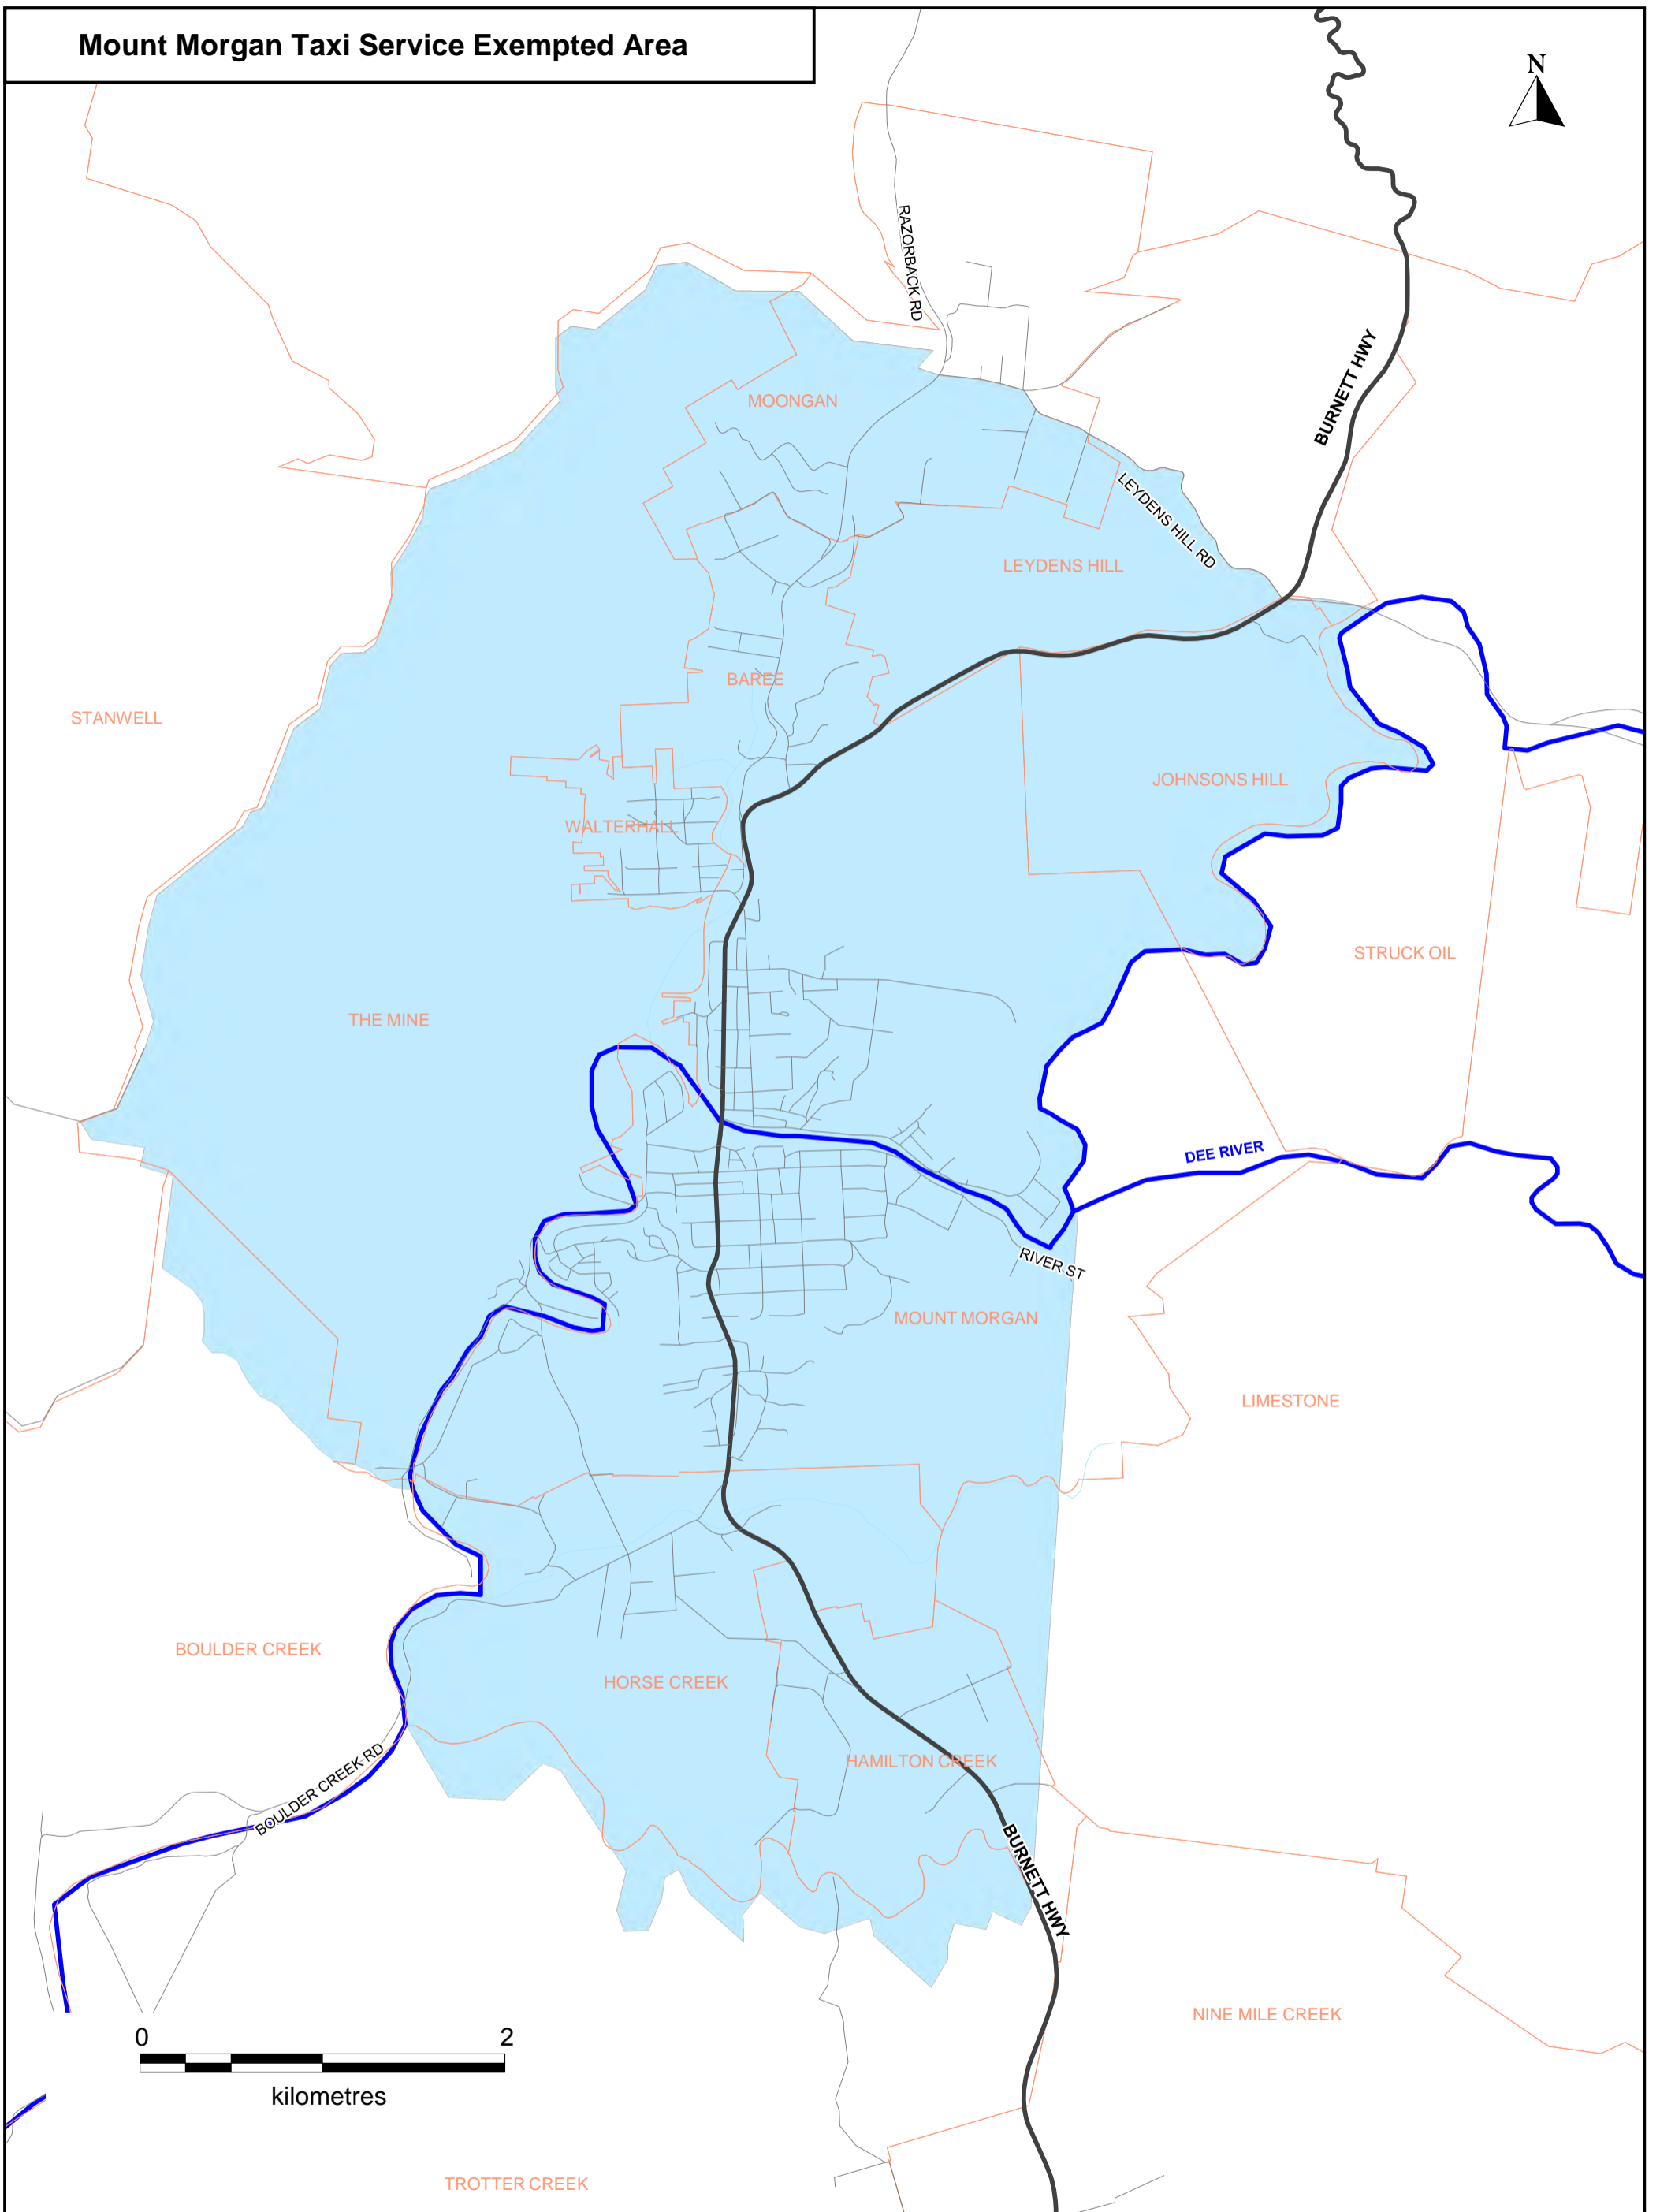 Mount Morgan Taxi Service Exempted Area
N
RAZORBACK RD
BURNETT HWY
MOONGAN
LEYDENS HILL RD
LEYDENS HILL
BAREE
STANWELL
JOHNSONS HILL
WALTERHALL
STRUCK OIL
THE MINE
DEE RIVER
RIVER ST
MOUNT MORGAN
LIMESTONE
BOULDER CREEK
HORSE CREEK
HAMILTON CREEK
BOULDER CREEK RD
BURNETT HWY
NINE MILE CREEK
0 2
kilometres
TROTTER CREEK